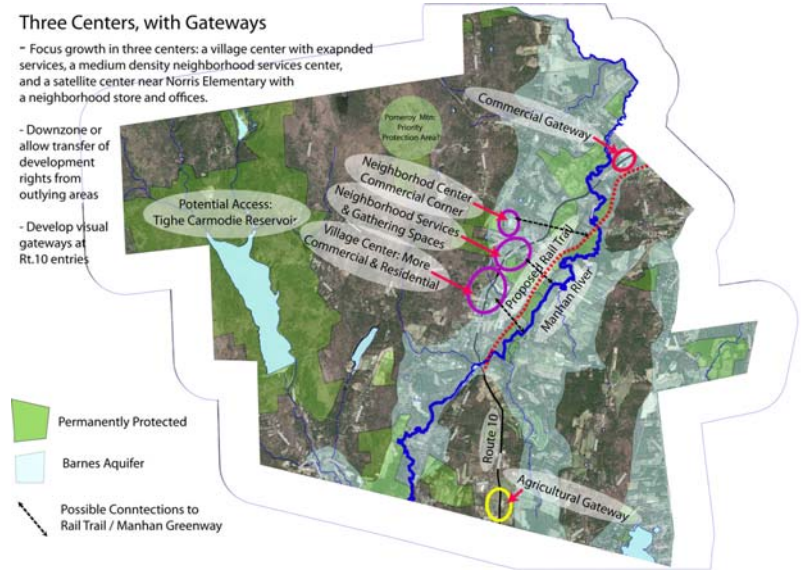 Three Centers, with Gateways
- Focus growth in three centers: a village center with exapnded
services, a medium density neighborhood services center,
and a satellite center near Norris Elementary with
a neighborhood store and offices.
- Downzone or
allow transfer of
development
rights from
outlying areas
- Develop visual
gateways at
Rt.10 entries
Pomeroy Mtn:
Priority
Protection Area?
Commercial Gateway
Neighborhod Center
Commercial Corner
Neighborhood Services
& Gathering Spaces
Village Center: More
Commercial & Residential
Potential Access:
Tighe Carmodie Reservoir
Proposed Rail Tray
Manhan River
Route 10
Agricultural Gateway
Permanently Protected
Barnes Aquifer
Possible Conntections to
Rail Trail / Manhan Greenway